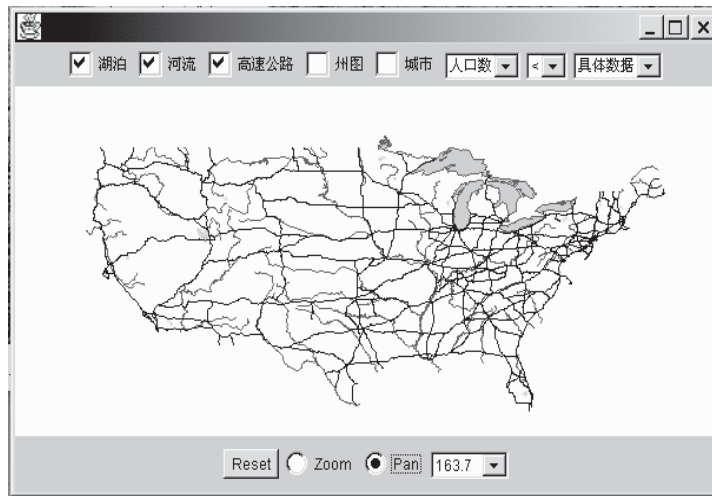 湖泊 河流 高速公路 州图 城市 人口数 < 具体数据
Reset Zoom Pan 163.7